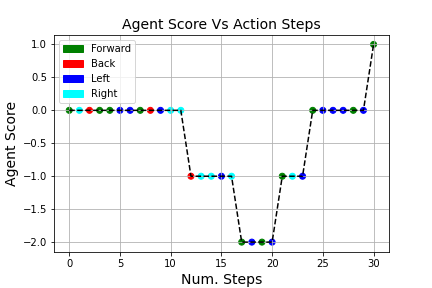 Agent Score Vs Action Steps
Forward
Back
Left
Right
1.0
0.5
0.0
−0.5
−1.0
−1.5
−2.0
Agent Score
0 5 10 15 20 25 30
Num. Steps